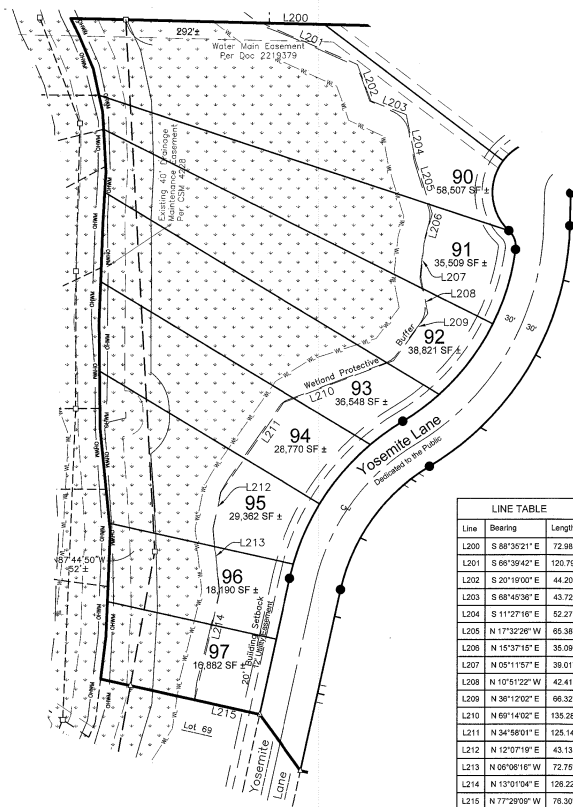 L200
292'±
L201
Water Main Easement
Per Doc 2219379
L202
L203
L204
L205
Existing 40' Drainage
Maintenance Easement
Per CSM 4228
90
58,507 SF ±
L206
91
35,509 SF ±
L207
L208
L209
92
38,821 SF ±
30'
30'
Buffer
Wetland Protective
L210
93
36,548 SF ±
L211
94
28,770 SF ±
Yosemite Lane
Dedicated to the Public
L212
95
29,362 SF ±
L213
87°44'50"W
52'±
96
18,190 SF ±
L214
20' Building Setback
12' Utility Easement
97
16,882 SF ±
L215
Lot 69
Yosemite
Lane
LINE TABLE
Line Bearing Length
L200 S 88°35'21" E 72.98
L201 S 66°39'42" E 120.79
L202 S 20°19'00" E 44.20
L203 S 68°45'36" E 43.72
L204 S 11°27'16" E 52.27
L205 N 17°32'26" W 65.38
L206 N 15°37'15" E 35.09
L207 N 05°11'57" E 39.01
L208 N 10°51'22" W 42.41
L209 N 36°12'02" E 66.32
L210 N 69°14'02" E 135.28
L211 N 34°58'01" E 125.14
L212 N 12°07'19" E 43.13
L213 N 06°06'16" W 72.75
L214 N 13°01'04" E 126.22
L215 N 77°29'09" W 76.30